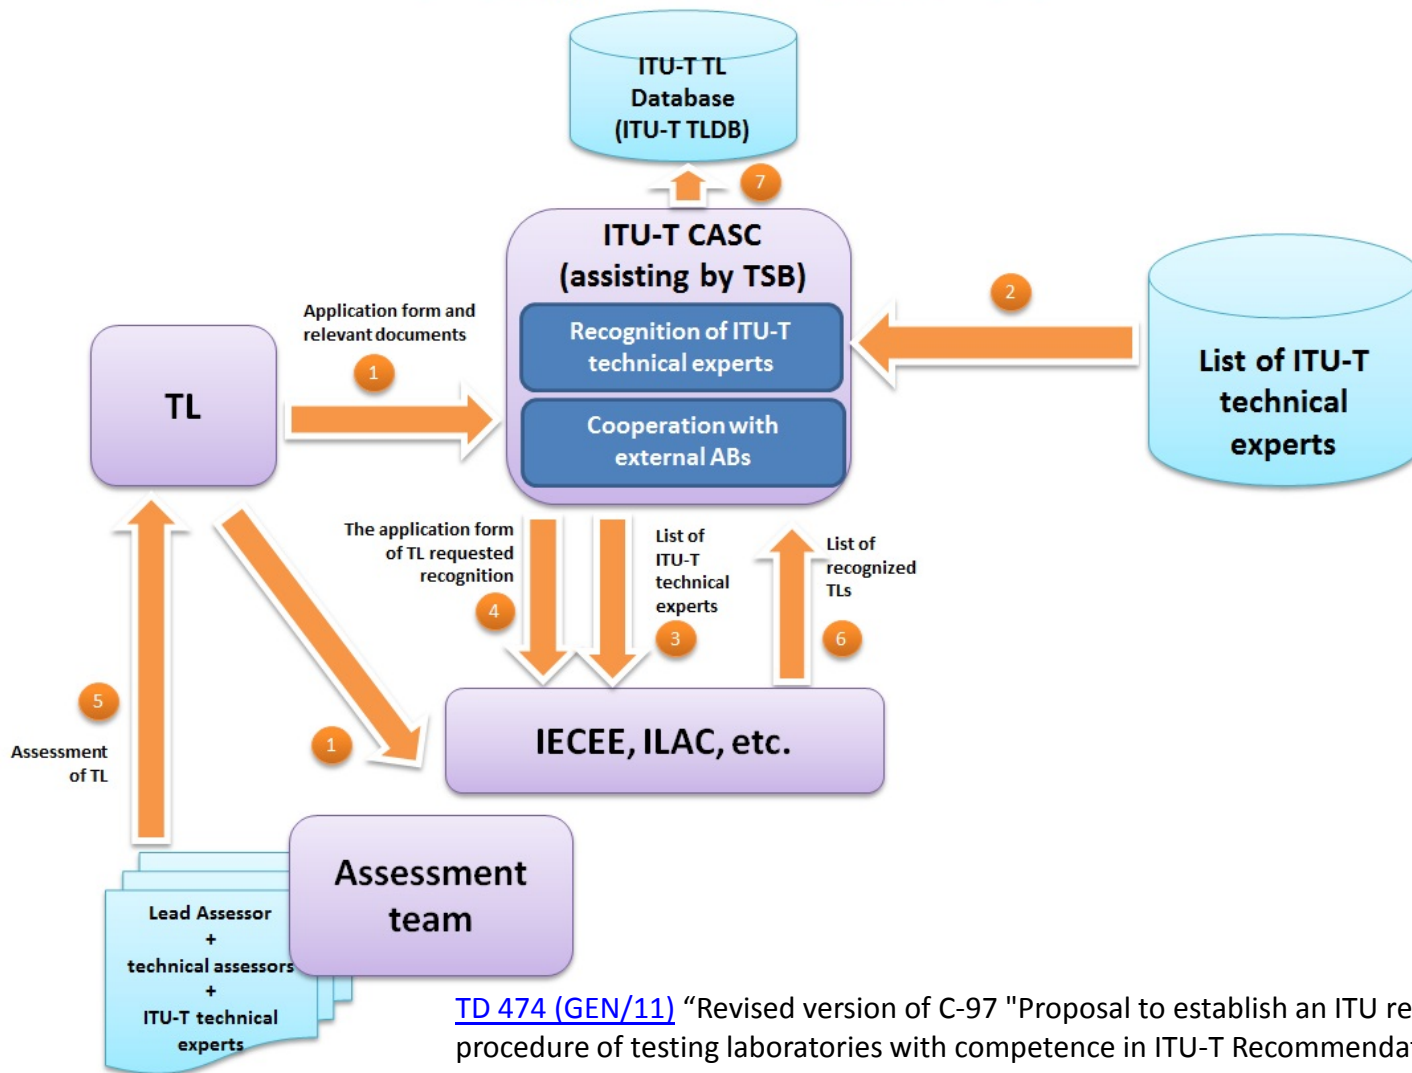 ITU-T TL
Database
(ITU-T TLDB)
7
ITU-T CASC
(assisting by TSB)
Recognition of ITU-T
technical experts
Cooperation with
external ABs
2
List of ITU-T
technical
experts
Application form and
relevant documents
1
TL
The application form
of TL requested
recognition
4
List of
ITU-T
technical
experts
3
List of
recognized
TLs
6
5
Assessment
of TL
1
IECEE, ILAC, etc.
Assessment
team
Lead Assessor
+
technical assessors
+
ITU-T technical
experts
TD 474 (GEN/11) “Revised version of C-97 "Proposal to establish an ITU re
procedure of testing laboratories with competence in ITU-T Recommendat